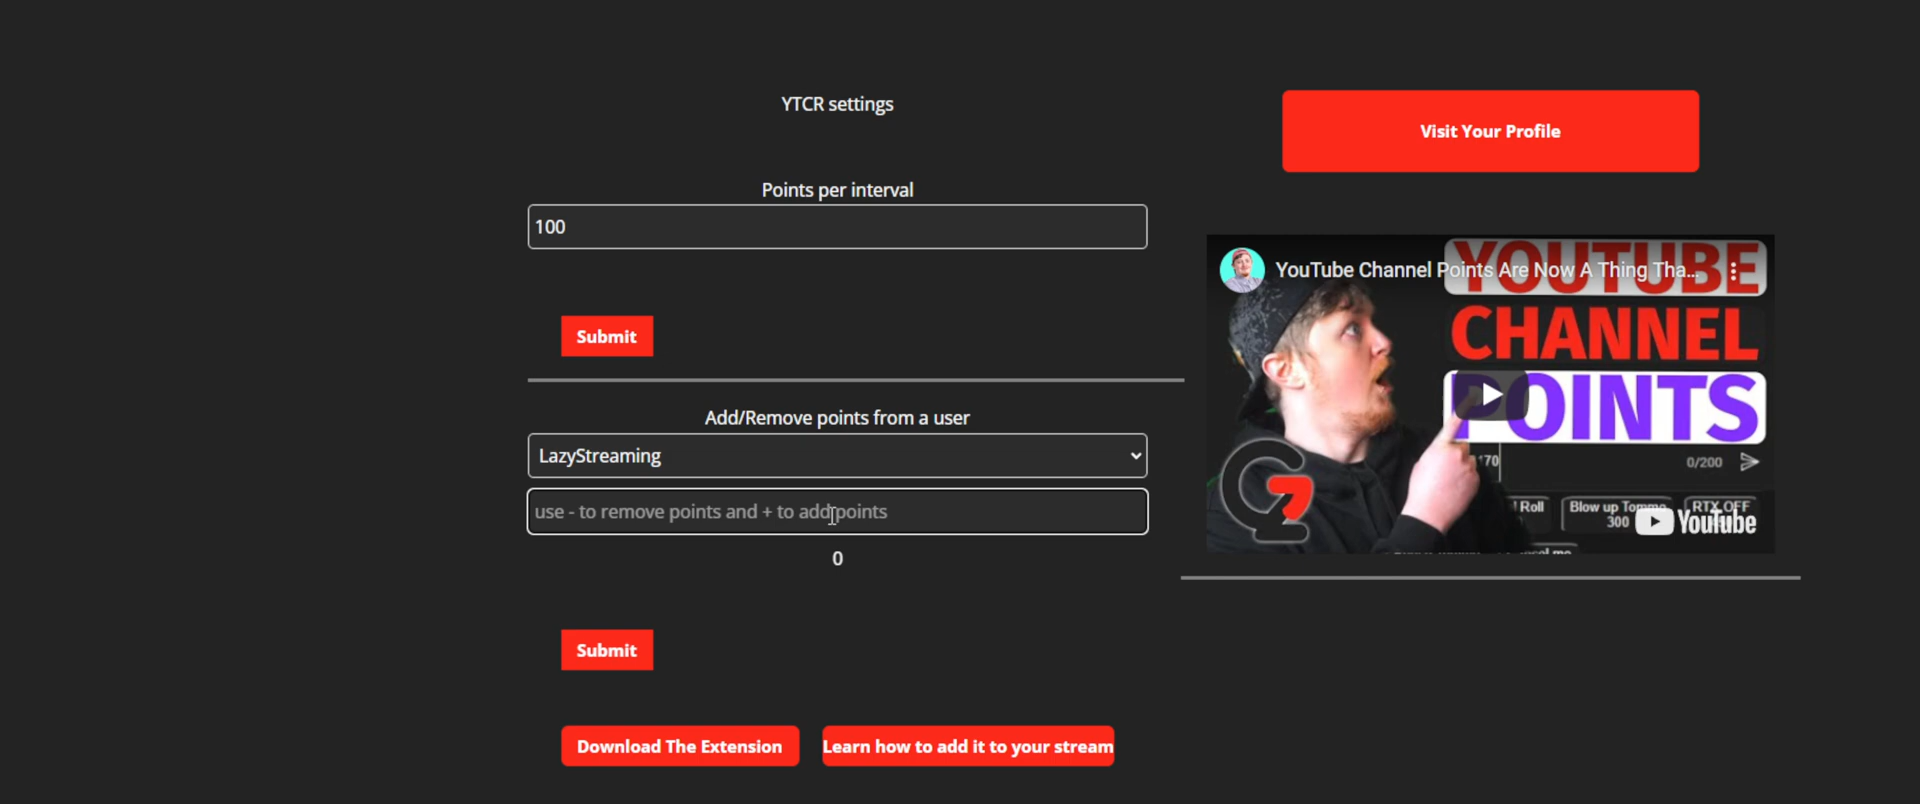 YTCR settings
Points per interval
100
Submit
Add/Remove points from a user
LazyStreaming
use - to remove points and + to add points
0
Submit
Download The Extension
Learn how to add it to your stream
Visit Your Profile
YouTube Channel Points Are Now A Thing Tha...
YOUTUBE
CHANNEL
POINTS
170
0/200
Roll
Blow up Tommo
300
RTX OFF
YouTube